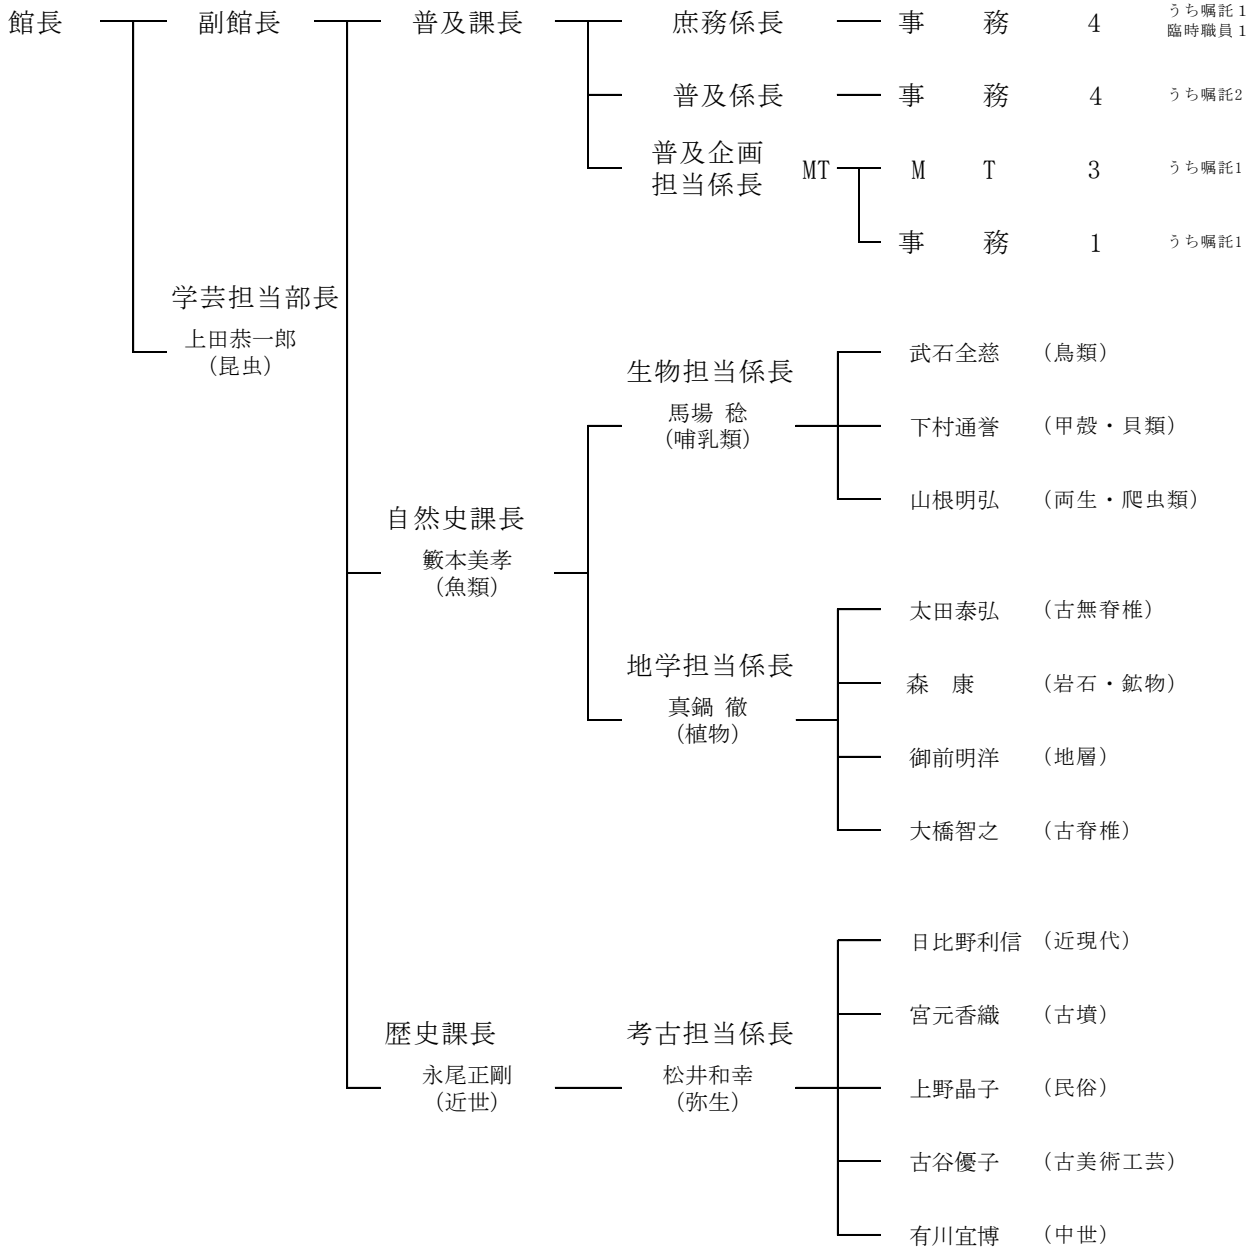 館長
副館長
普及課長
庶務係長
事 務 4
うち嘱託1
臨時職員1
普及係長
事 務 4
うち嘱託2
普及企画
担当係長
MT
M T 3
うち嘱託1
事 務 1
うち嘱託1
学芸担当部長
上田恭一郎
(昆虫)
自然史課長
籔本美孝
(魚類)
生物担当係長
馬場 稔
(哺乳類)
武石全慈 (鳥類)
下村通誉 (甲殻・貝類)
山根明弘 (両生・爬虫類)
地学担当係長
真鍋 徹
(植物)
太田泰弘 (古無脊椎)
森 康 (岩石・鉱物)
御前明洋 (地層)
大橋智之 (古脊椎)
歴史課長
永尾正剛
(近世)
考古担当係長
松井和幸
(弥生)
日比野利信 (近現代)
宮元香織 (古墳)
上野晶子 (民俗)
古谷優子 (古美術工芸)
有川宜博 (中世)